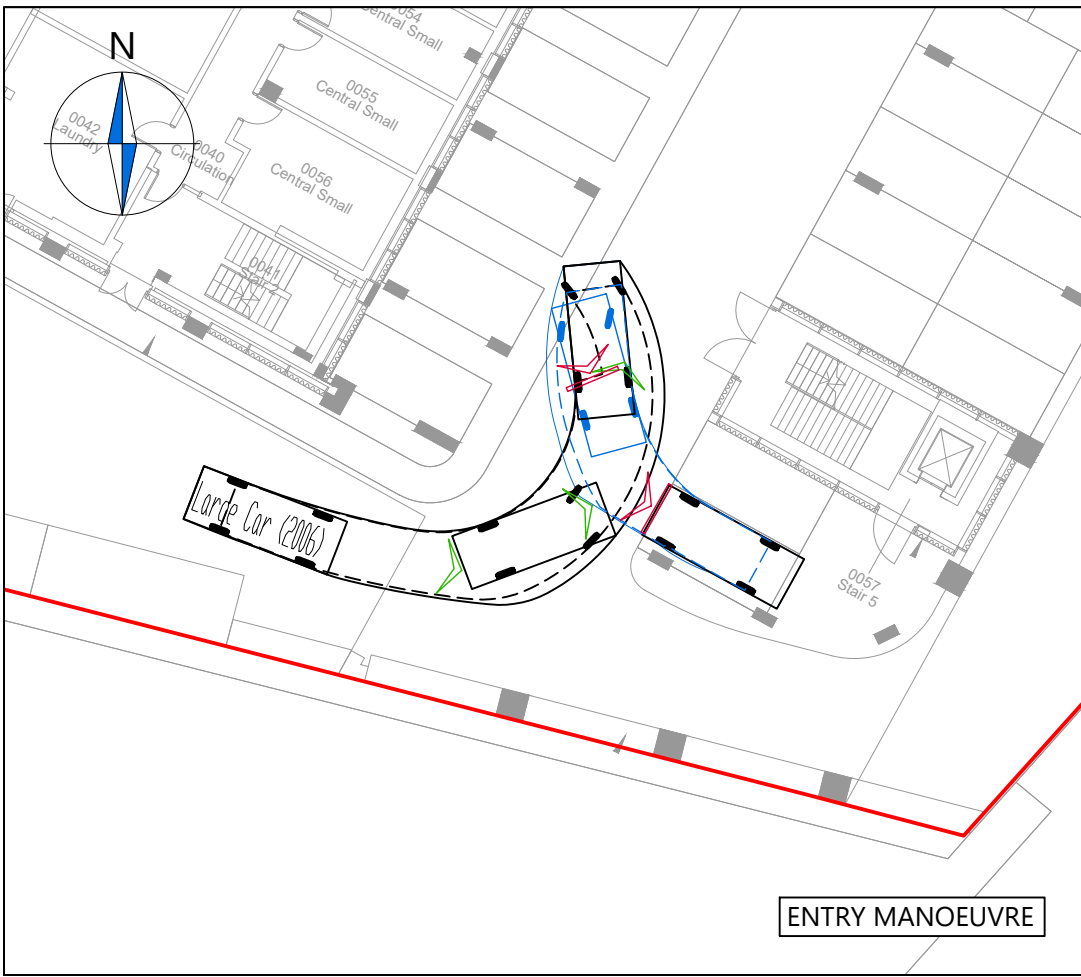 N
0054
Central Small
0055
Central Small
0056
Central Small
0042
Laundry
0040
Circulation
0041
Stair 2
Large Car (2006)
0057
Stair 5
ENTRY MANOEUVRE